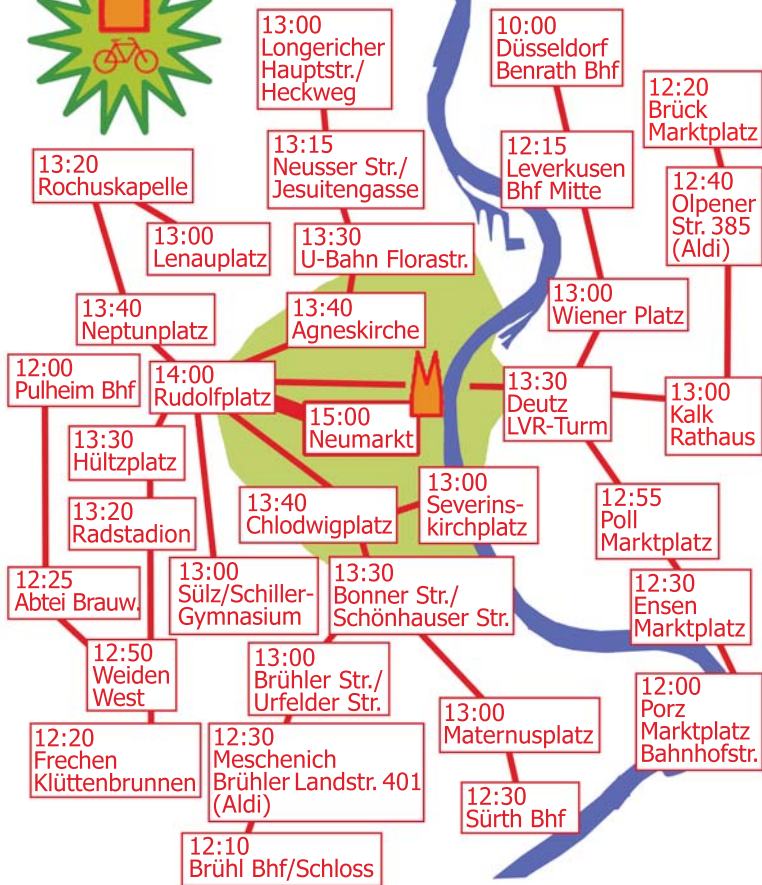 13:00
Longericher
Hauptstr./
Heckweg
10:00
Düsseldorf
Benrath Bhf
12:20
Brück
Marktplatz
13:15
Neusser Str./
Jesuitengasse
12:15
Leverkusen
Bhf Mitte
13:20
Rochuskapelle
12:40
Olpener
Str. 385
(Aldi)
13:00
Lenauplatz
13:30
U-Bahn Florastr.
13:40
Neptunplatz
13:40
Agneskirche
13:00
Wiener Platz
12:00
Pulheim Bhf
14:00
Rudolfplatz
13:30
Deutz
LVR-Turm
13:00
Kalk
Rathaus
15:00
Neumarkt
13:30
Hültzplatz
13:20
Radstadion
13:40
Chlodwigplatz
13:00
Severins-
kirchplatz
12:55
Poll
Marktplatz
12:25
Abtei Brauw.
13:00
Sülz/Schiller-
Gymnasium
13:30
Bonner Str./
Schönhauser Str.
12:30
Ensen
Marktplatz
12:50
Weiden
West
13:00
Brühler Str./
Urfelder Str.
13:00
Maternusplatz
12:00
Porz
Marktplatz
Bahnhofstr.
12:20
Frechen
Klüttenbrunnen
12:30
Meschenich
Brühler Landstr. 401
(Aldi)
12:30
Sürth Bhf
12:10
Brühl Bhf/Schloss